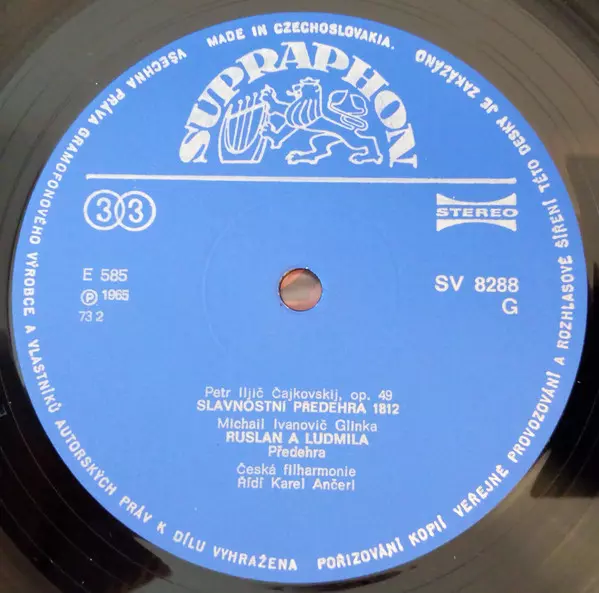 MADE IN CZECHOSLOVAKIA.
SUPRAPHON
VŠECHNA PRÁVA GRAMOFONOVÉHO VÝROBCE A VLASTNÍKŮ AUTORSKÝCH PRÁV K DÍLU VYHRAŽENA
POŘIZOVÁNÍ KOPIÍ VEŘEJNÉ PROVOZOVÁNÍ A ROZHLASOVÉ ŠÍŘENÍ TÉTO DESKY JE ZAKÁZÁNO
33
STEREO
E 585
Ⓟ 1965
73 2
SV 8288
G
Petr Iljič Čajkovskij, op. 49
SLAVNOSTNÍ PŘEDEHRA 1812
Michail Ivanovič Glinka
RUSLAN A LUDMILA
Předehra
Česká filharmonie
Řídí Karel Ančerl